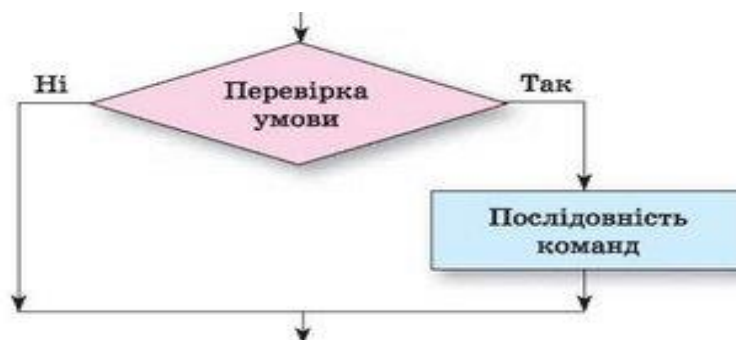 Ні
Перевірка
умови
Так
Послідовність
команд